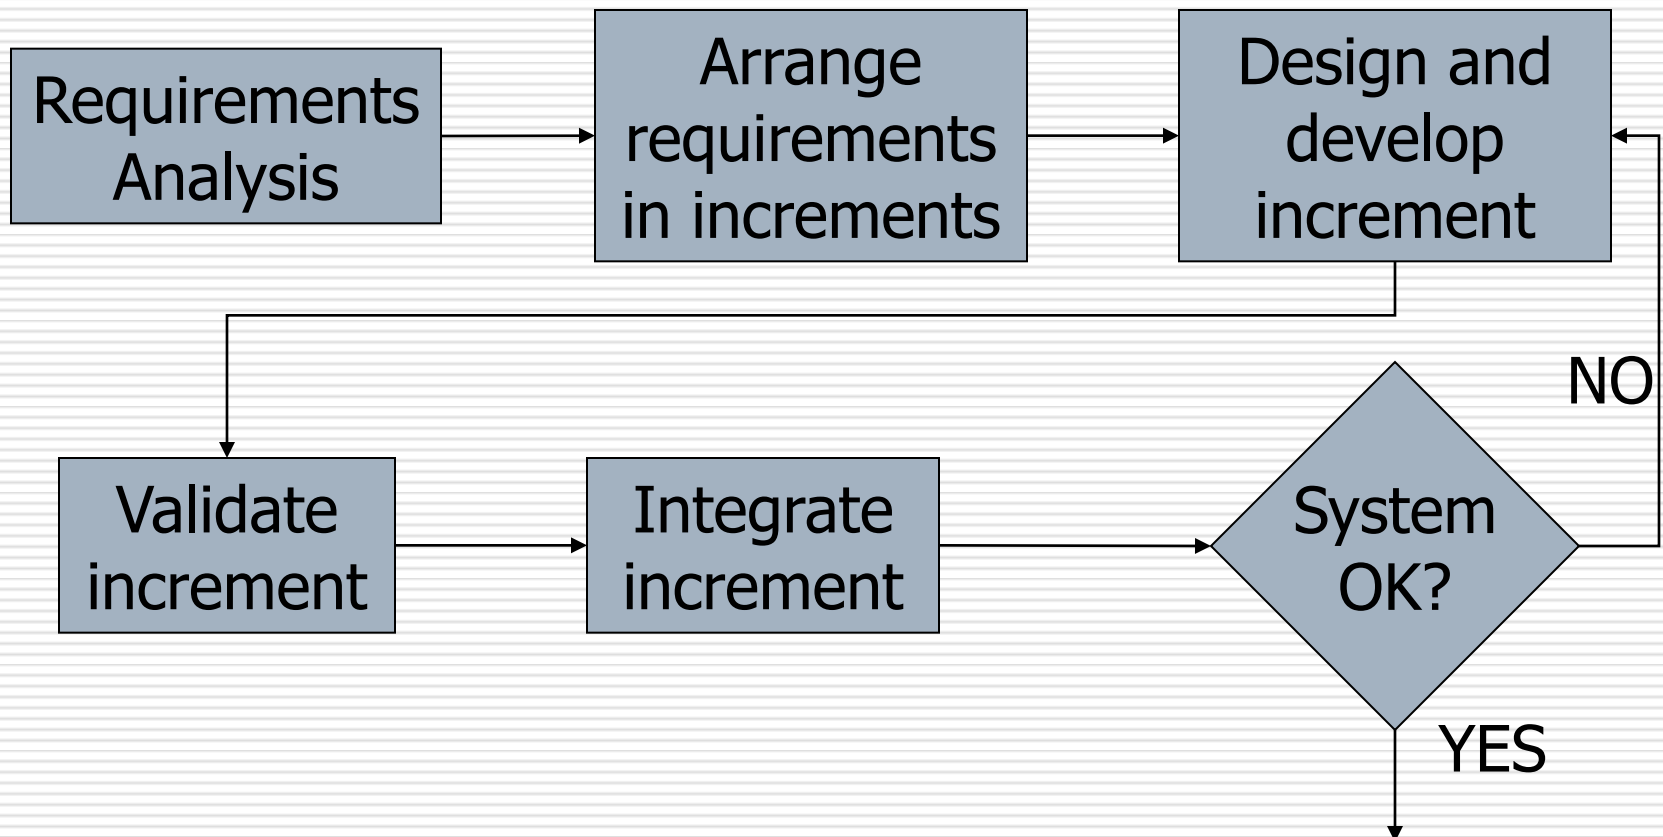 Requirements
Analysis
Arrange
requirements
in increments
Design and
develop
increment
NO
Validate
increment
Integrate
increment
System
OK?
YES